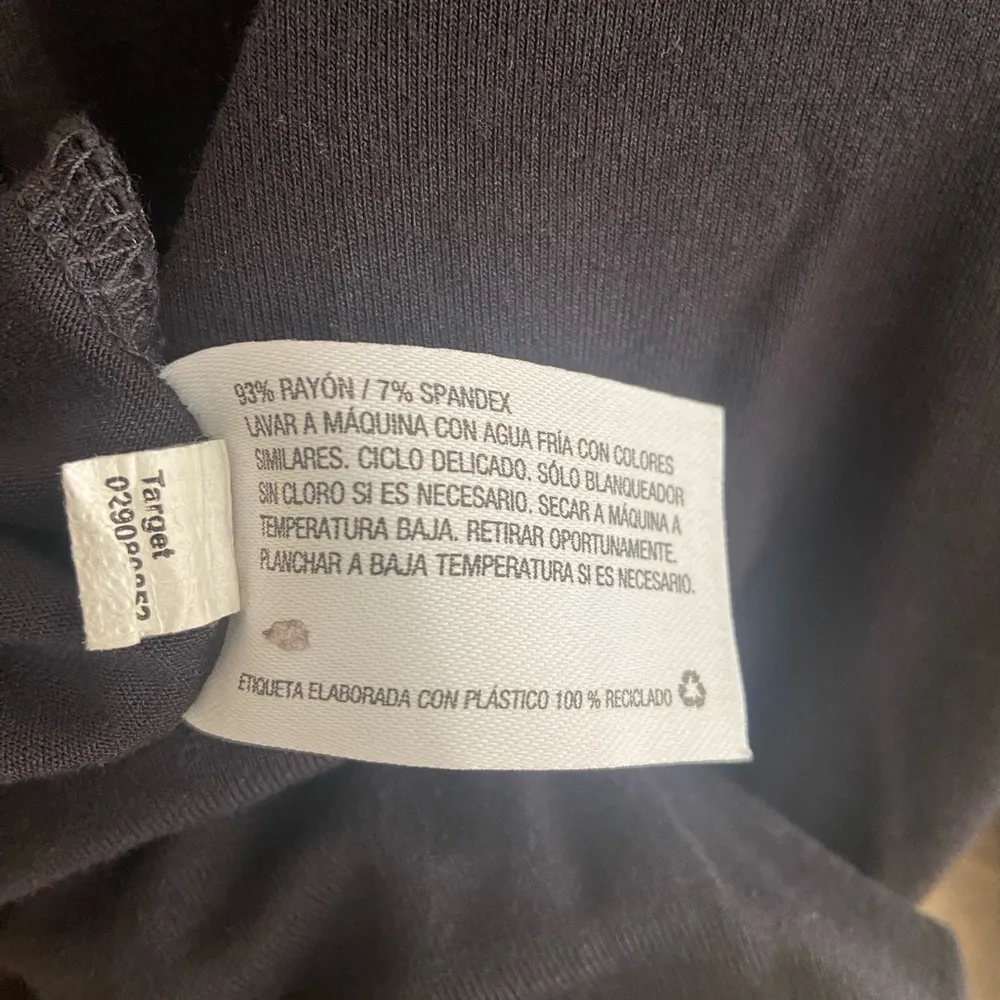 93% RAYÓN / 7% SPANDEX
LAVAR A MÁQUINA CON AGUA FRÍA CON COLORES
SIMILARES. CICLO DELICADO. SÓLO BLANQUEADOR
SIN CLORO SI ES NECESARIO. SECAR A MÁQUINA A
TEMPERATURA BAJA. RETIRAR OPORTUNAMENTE.
PLANCHAR A BAJA TEMPERATURA SI ES NECESARIO.
ETIQUETA ELABORADA CON PLÁSTICO 100 % RECICLADO
Target